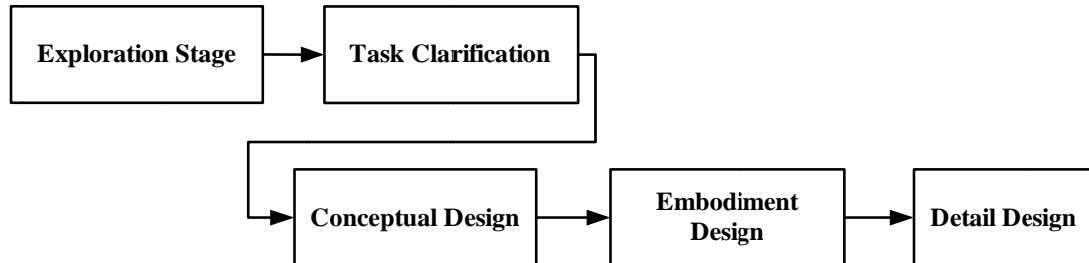 Exploration Stage
Task Clarification
Conceptual Design
Embodiment
Design
Detail Design